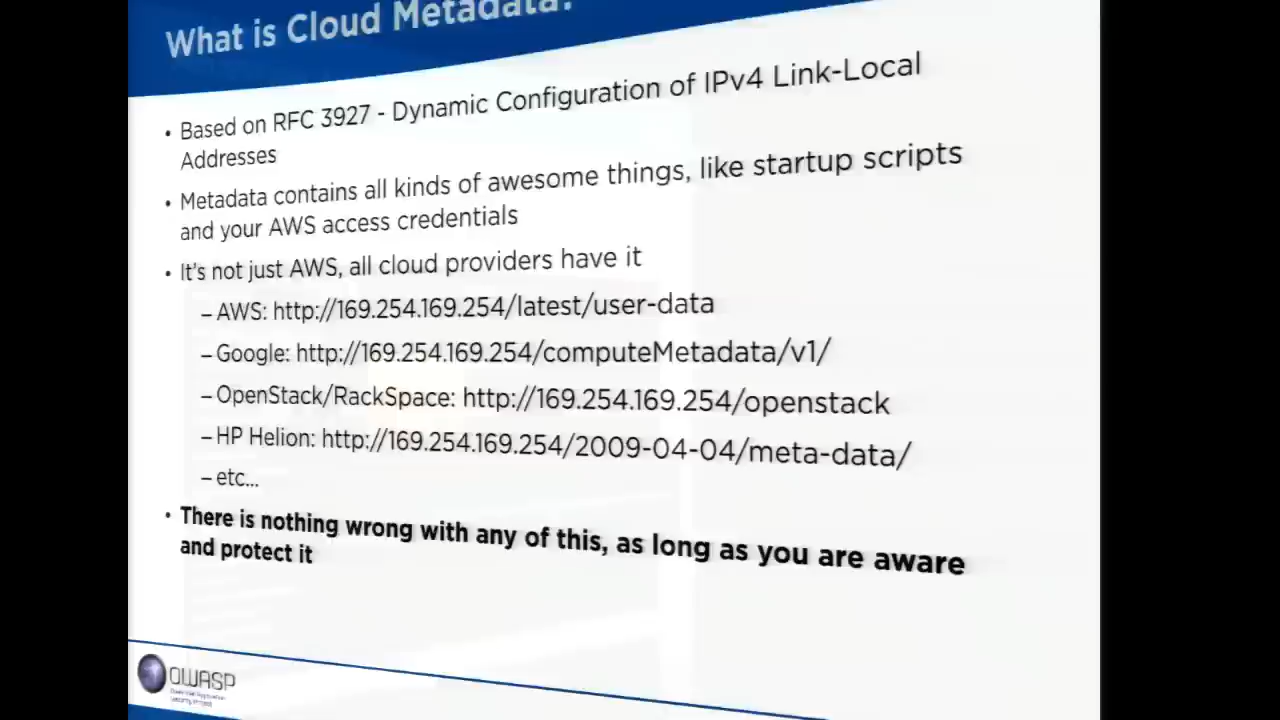 What is Cloud Metadata?
• Based on RFC 3927 - Dynamic Configuration of IPv4 Link-Local
Addresses
• Metadata contains all kinds of awesome things, like startup scripts
and your AWS access credentials
• It's not just AWS, all cloud providers have it
– AWS: http://169.254.169.254/latest/user-data
– Google: http://169.254.169.254/computeMetadata/v1/
– OpenStack/RackSpace: http://169.254.169.254/openstack
– HP Helion: http://169.254.169.254/2009-04-04/meta-data/
– etc...
• There is nothing wrong with any of this, as long as you are aware
and protect it
OWASP
Open Web Application
Security Project